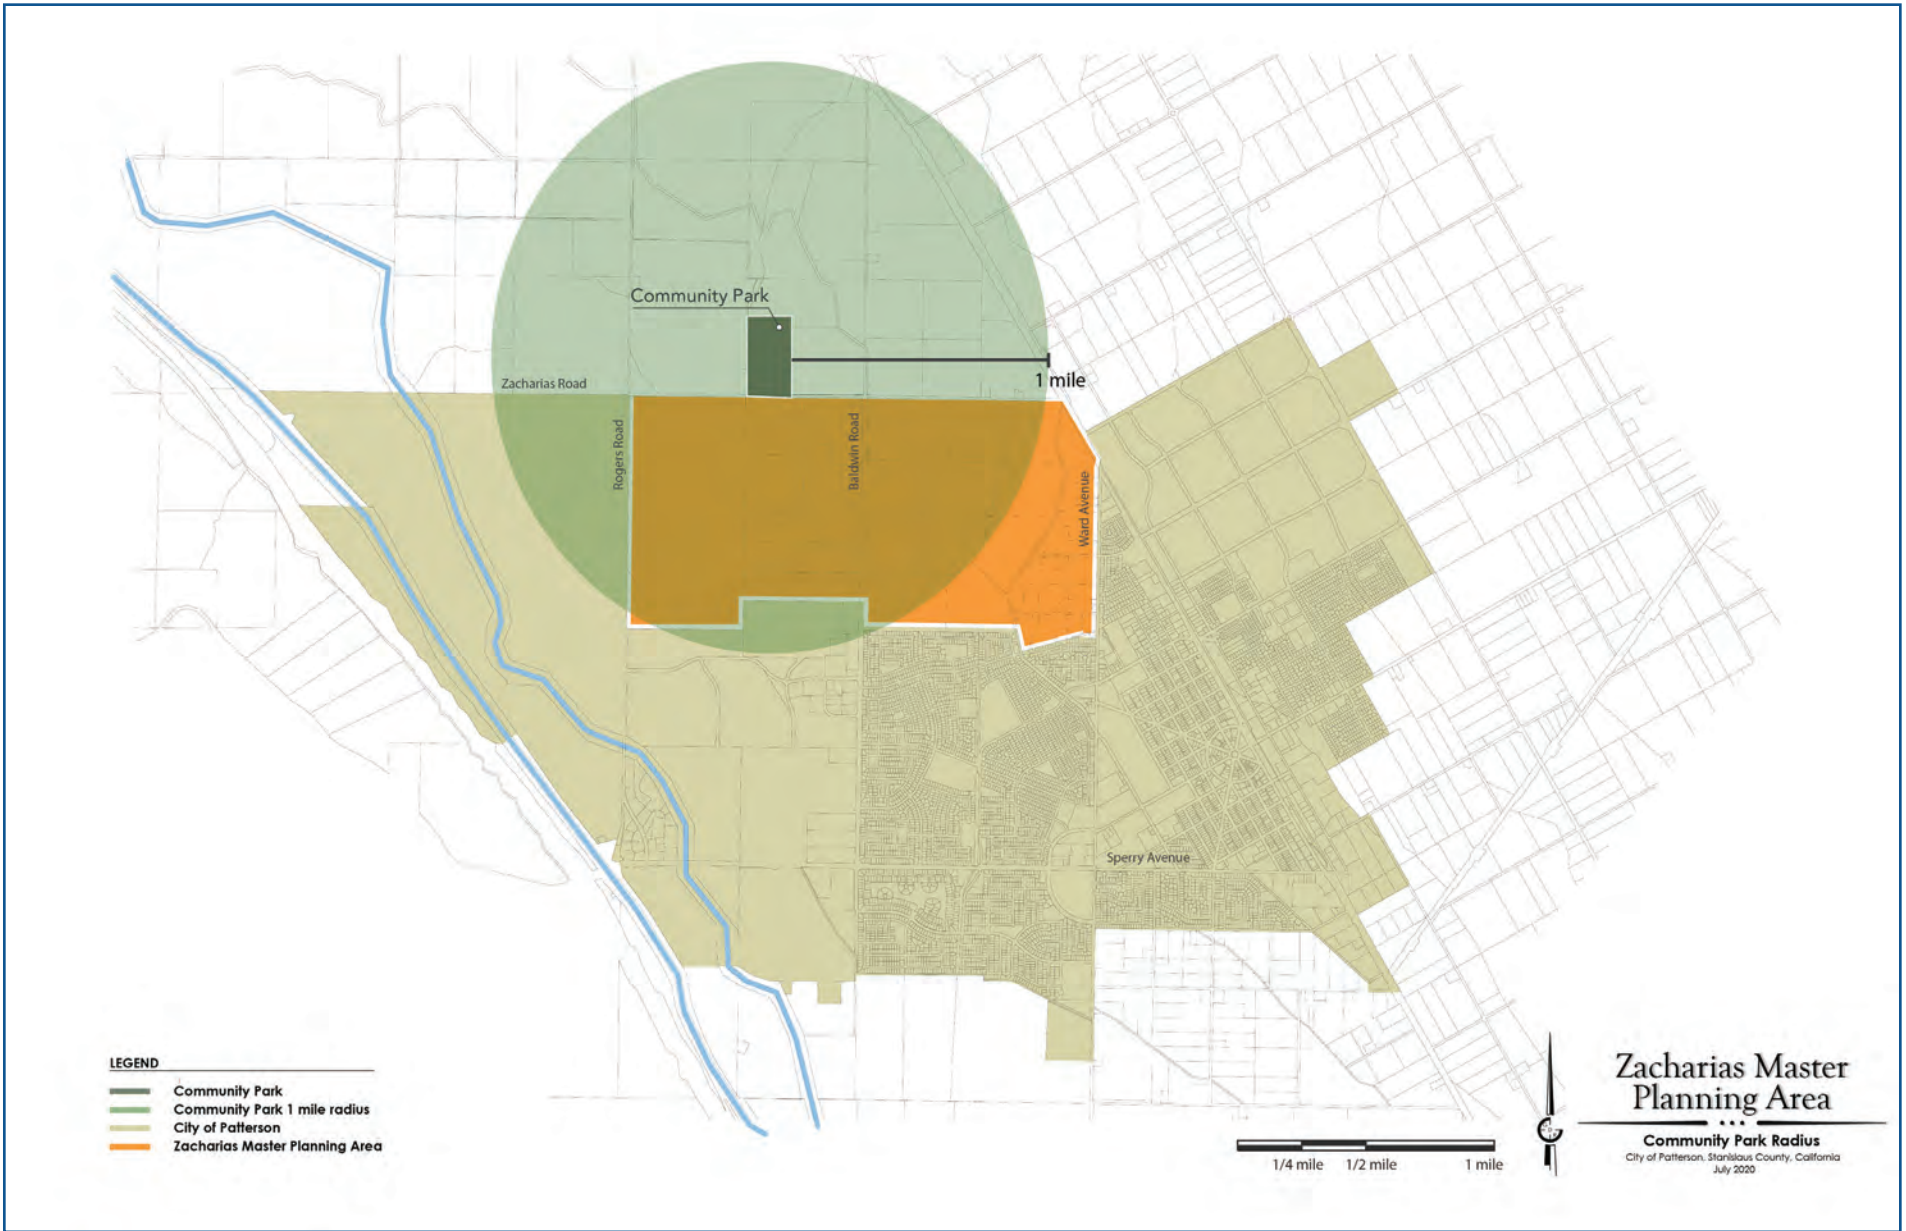 Community Park
1 mile
Zacharias Road
Rogers Road
Baldwin Road
Ward Avenue
Sperry Avenue
LEGEND
Community Park
Community Park 1 mile radius
City of Patterson
Zacharias Master Planning Area
1/4 mile 1/2 mile 1 mile
Zacharias Master
Planning Area
Community Park Radius
City of Patterson, Stanislaus County, California
July 2020